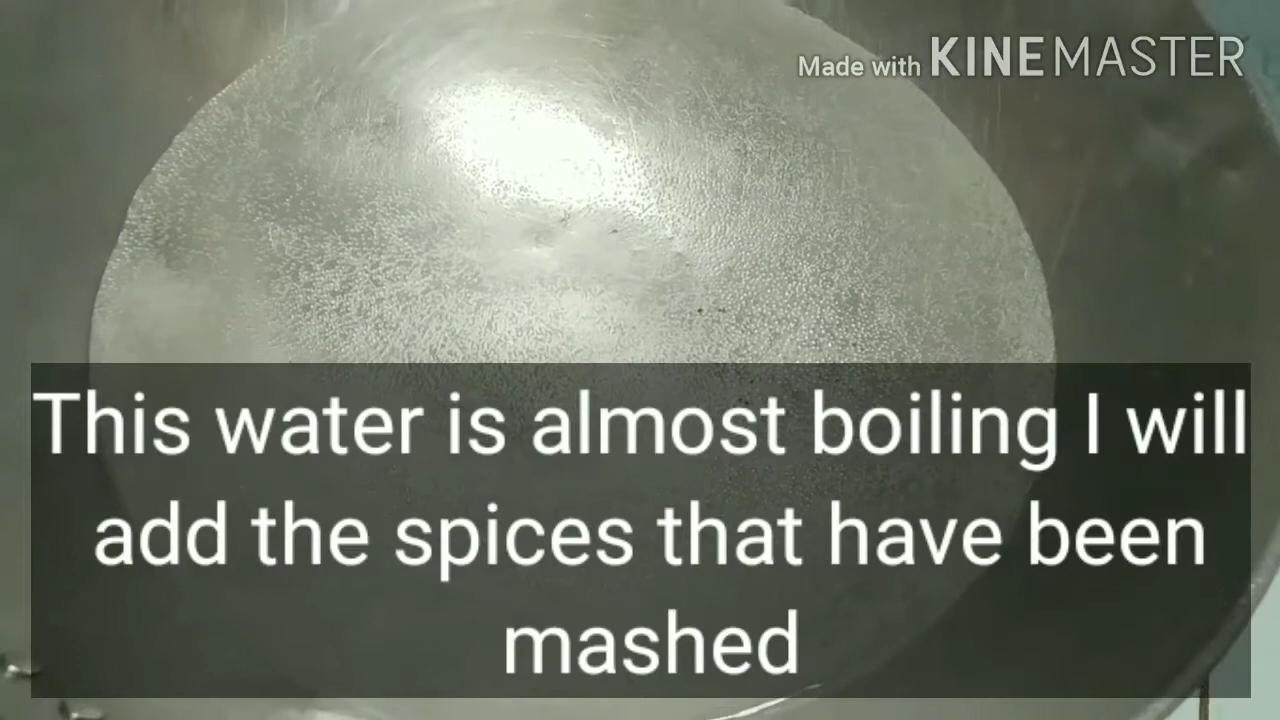 Made with KINEMASTER
This water is almost boiling I will
add the spices that have been
mashed